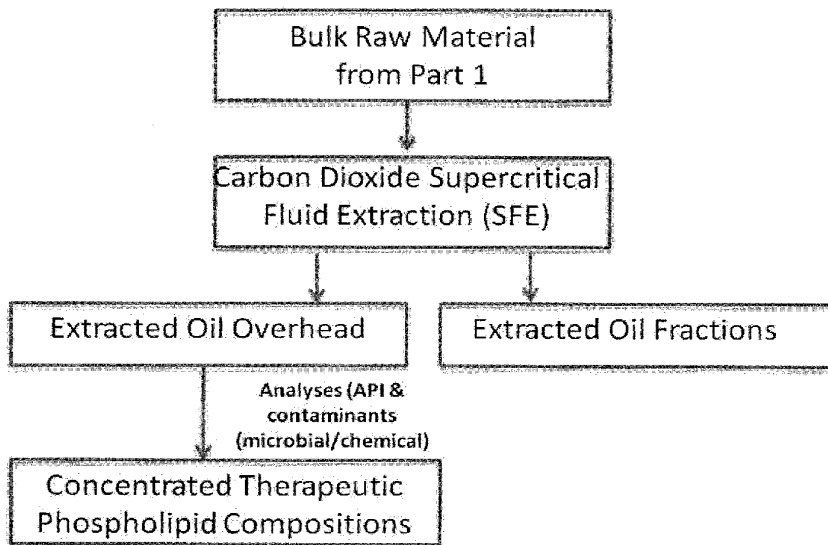 Bulk Raw Material
from Part 1
Carbon Dioxide Supercritical
Fluid Extraction (SFE)
Extracted Oil Overhead
Extracted Oil Fractions
Analyses (API &
contaminants
(microbial/chemical)
Concentrated Therapeutic
Phospholipid Compositions